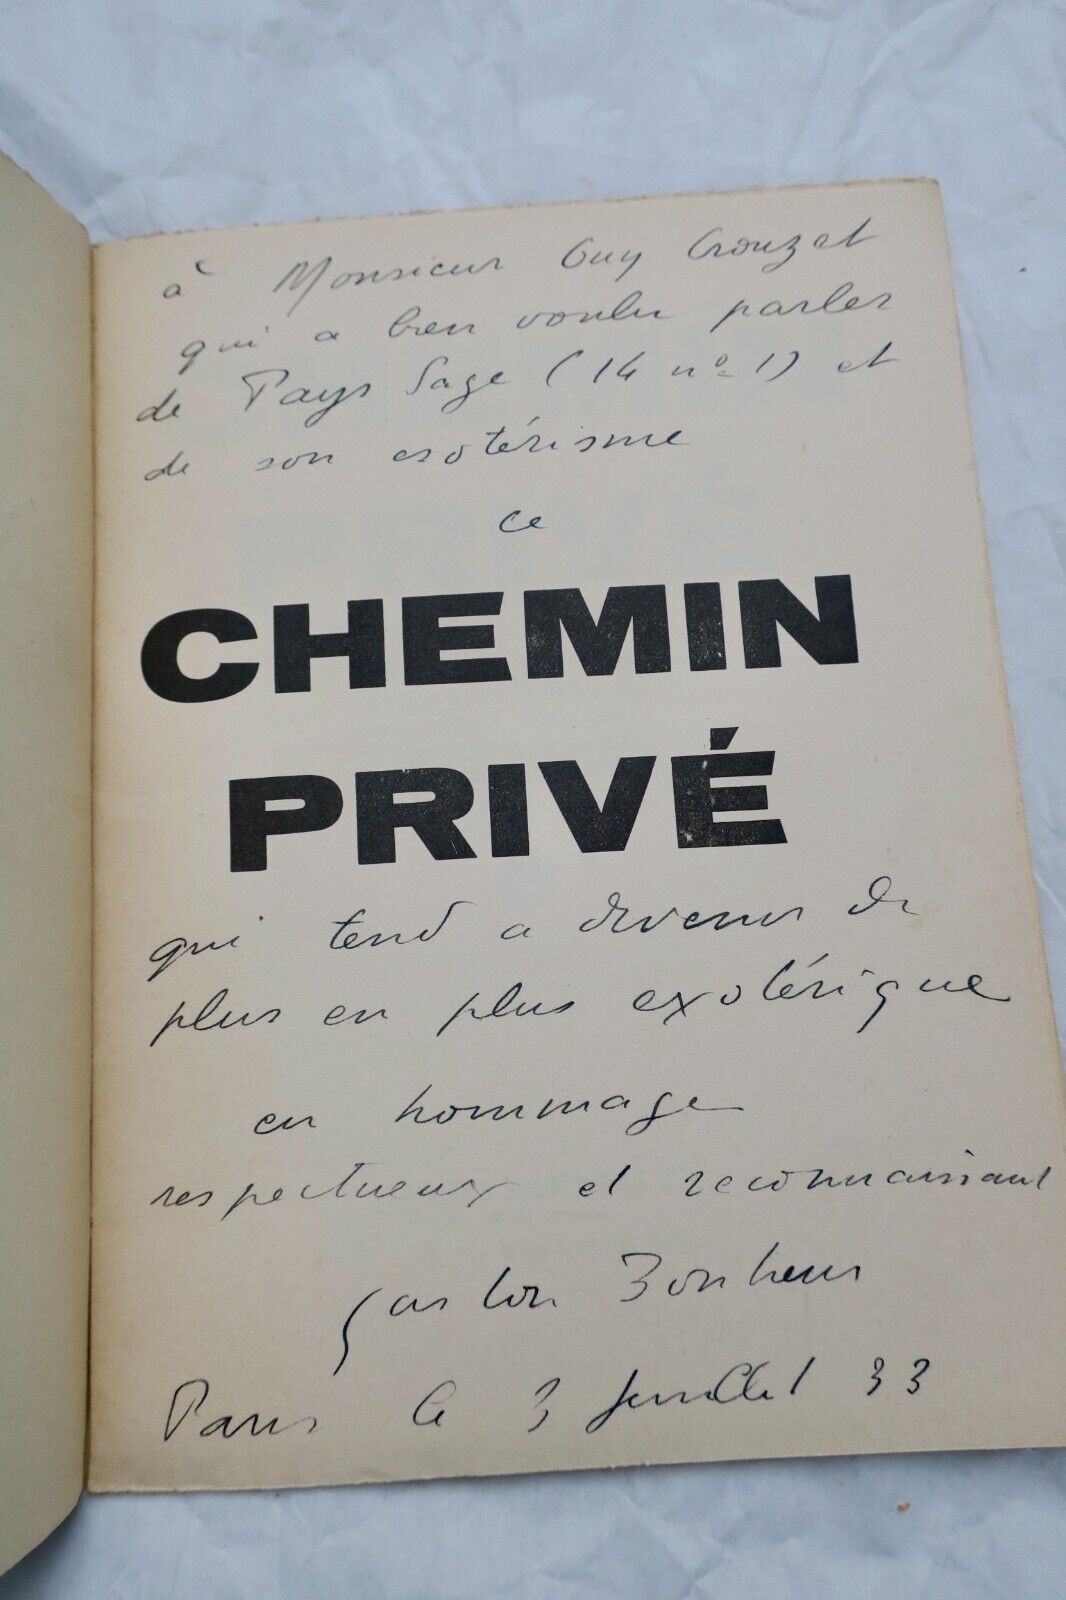 à Monsieur Guy Crouzet
qui a bien voulu parler
de Pays Sage (14 nº 1) et
de son esotérisme
ce
CHEMIN
PRIVÉ
qui tend a devenir de
plus en plus exotérique
en hommage
respectueux et reconnaissant
Gaston Bonheur
Paris le 3 Juillet 33